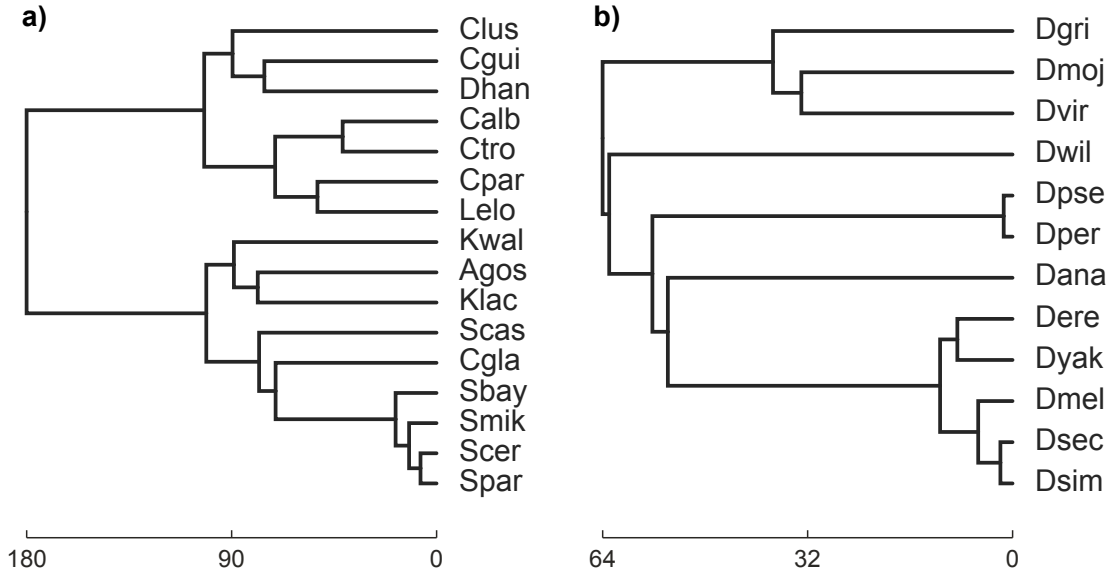 a)
Clus
Cgui
Dhan
Calb
Ctro
Cpar
Lelo
Kwal
Agos
Klac
Scas
Cgla
Sbay
Smik
Scer
Spar
180 90 0
b)
Dgri
Dmoj
Dvir
Dwil
Dpse
Dper
Dana
Dere
Dyak
Dmel
Dsec
Dsim
64 32 0